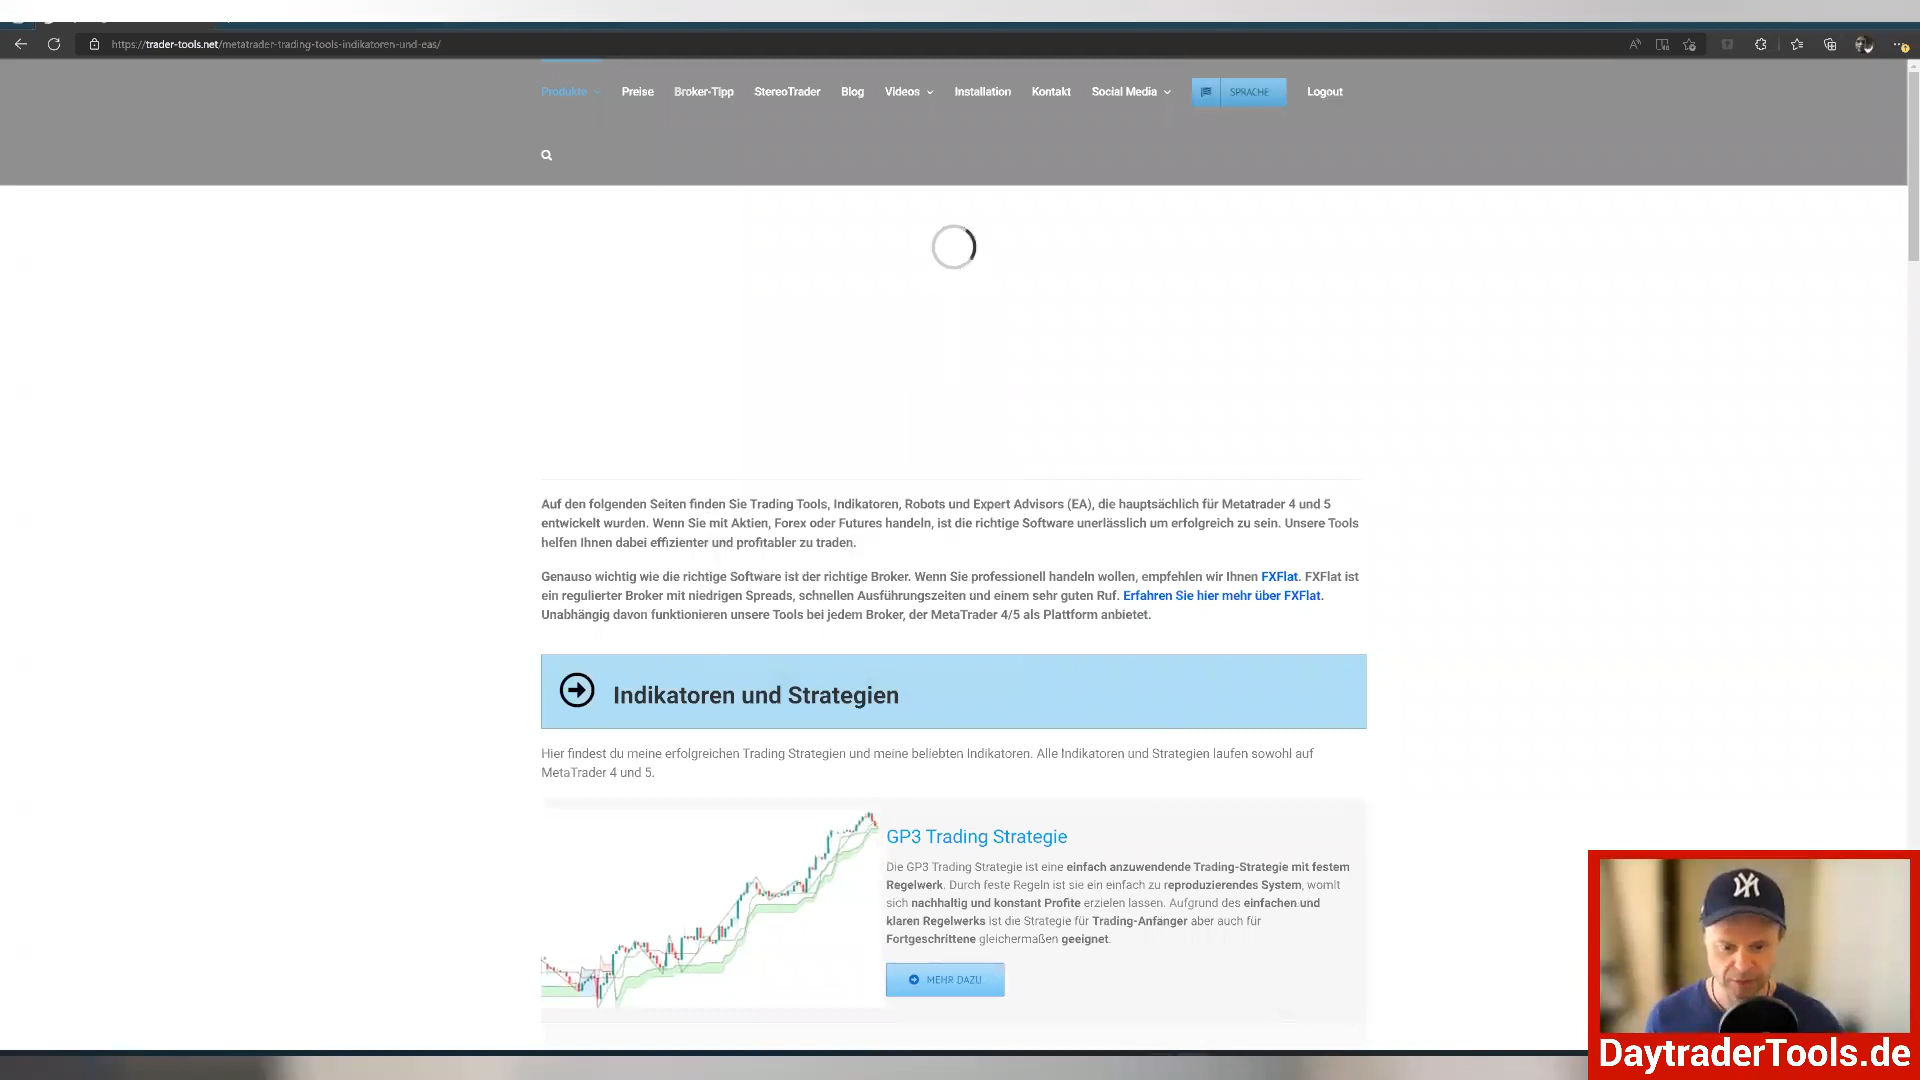 https://trader-tools.net/metatrader-trading-tools-indikatoren-und-eas/
Produkte Preise Broker-Tipp StereoTrader Blog Videos Installation Kontakt Social Media SPRACHE Logout
Auf den folgenden Seiten finden Sie Trading Tools, Indikatoren, Robots und Expert Advisors (EA), die hauptsächlich für Metatrader 4 und 5
entwickelt wurden. Wenn Sie mit Aktien, Forex oder Futures handeln, ist die richtige Software unerlässlich um erfolgreich zu sein. Unsere Tools
helfen Ihnen dabei effizienter und profitabler zu traden.
Genauso wichtig wie die richtige Software ist der richtige Broker. Wenn Sie professionell handeln wollen, empfehlen wir Ihnen FXFlat. FXFlat ist
ein regulierter Broker mit niedrigen Spreads, schnellen Ausführungszeiten und einem sehr guten Ruf. Erfahren Sie hier mehr über FXFlat.
Unabhängig davon funktionieren unsere Tools bei jedem Broker, der MetaTrader 4/5 als Plattform anbietet.
Indikatoren und Strategien
Hier findest du meine erfolgreichen Trading Strategien und meine beliebten Indikatoren. Alle Indikatoren und Strategien laufen sowohl auf
MetaTrader 4 und 5.
GP3 Trading Strategie
Die GP3 Trading Strategie ist eine einfach anzuwendende Trading-Strategie mit festem
Regelwerk. Durch feste Regeln ist sie ein einfach zu reproduzierendes System, womit
sich nachhaltig und konstant Profite erzielen lassen. Aufgrund des einfachen und
klaren Regelwerks ist die Strategie für Trading-Anfänger aber auch für
Fortgeschrittene gleichermaßen geeignet.
MEHR DAZU
DaytraderTools.de